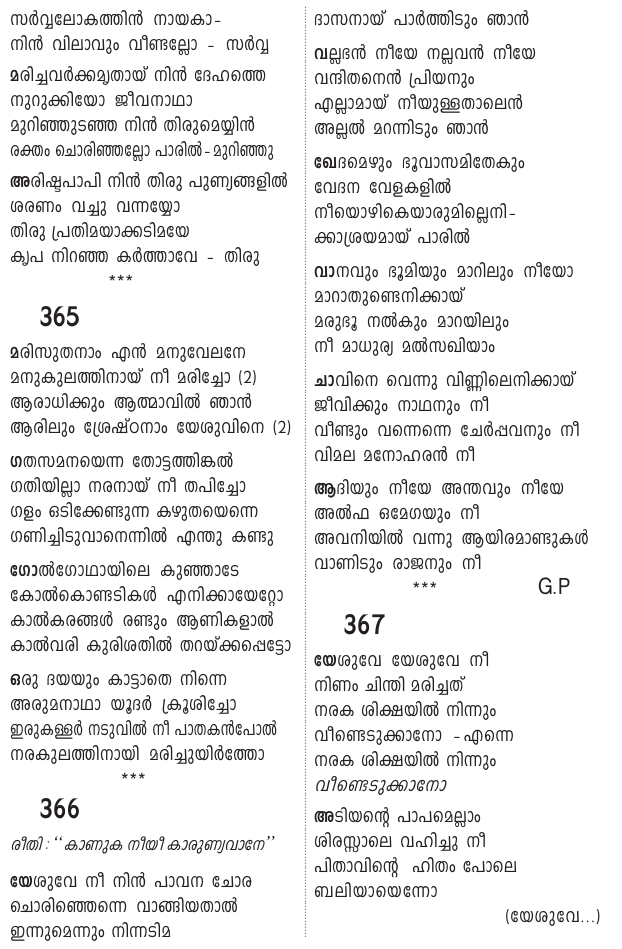 സർവ്വലോകത്തിൻ നായകാ-
നിൻ വിലാവും വീണ്ടല്ലോ - സർവ്വ
മരിച്ചവർക്കമൃതായ് നിൻ ദേഹത്തെ
നുറുക്കിയോ ജീവനാഥാ
മുറിഞ്ഞുടഞ്ഞ നിൻ തിരുമെയ്യിൻ
രക്തം ചൊരിഞ്ഞല്ലോ പാരിൽ-മുറിഞ്ഞു
അരിഷ്ടപാപി നിൻ തിരു പുണ്യങ്ങളിൽ
ശരണം വച്ചു വന്നയ്യോ
തിരു പ്രതിമയാക്കടിമയേ
കൃപ നിറഞ്ഞ കർത്താവേ - തിരു
***
365
മരിസുതനാം എൻ മനുവേലനേ
മനുകുലത്തിനായ് നീ മരിച്ചോ (2)
ആരാധിക്കും ആത്മാവിൽ ഞാൻ
ആരിലും ശ്രേഷ്ഠനാം യേശുവിനെ (2)
ഗതസമനയെന്ന തോട്ടത്തിങ്കൽ
ഗതിയില്ലാ നരനായ് നീ തപിച്ചോ
ഗളം ഒടിക്കേണ്ടുന്ന കഴുതയെന്നെ
ഗണിച്ചിടുവാനെന്നിൽ എന്തു കണ്ടു
ഗോൽഗോഥായിലെ കുഞ്ഞാടേ
കോൽകൊണ്ടടികൾ എനിക്കായേറ്റോ
കാൽകരങ്ങൾ രണ്ടും ആണികളാൽ
കാൽവരി കുരിശതിൽ തറയ്ക്കപ്പെട്ടോ
ഒരു ദയയും കാട്ടാതെ നിന്നെ
അരുമനാഥാ യൂദർ ക്രൂശിച്ചോ
ഇരുകള്ളർ നടുവിൽ നീ പാതകൻപോൽ
നരകുലത്തിനായി മരിച്ചുയിർത്തോ
***
366
രീതി : ‘‘കാണുക നീയീ കാരുണ്യവാനേ’’
യേശുവേ നീ നിൻ പാവന ചോര
ചൊരിഞ്ഞെന്നെ വാങ്ങിയതാൽ
ഇന്നുമെന്നും നിന്നടിമ
ദാസനായ് പാർത്തിടും ഞാൻ
വല്ലഭൻ നീയേ നല്ലവൻ നീയേ
വന്ദിതനെൻ പ്രിയനും
എല്ലാമായ് നീയുള്ളതാലെൻ
അല്ലൽ മറന്നിടും ഞാൻ
ഖേദമെഴും ഭൂവാസമിതേകും
വേദന വേളകളിൽ
നീയൊഴികെയാരുമില്ലെനി-
ക്കാശ്രയമായ് പാരിൽ
വാനവും ഭൂമിയും മാറിലും നീയോ
മാറാതുണ്ടെനിക്കായ്
മരുഭൂ നൽകും മാറയിലും
നീ മാധുര്യ മൽസഖിയാം
ചാവിനെ വെന്നു വിണ്ണിലെനിക്കായ്
ജീവിക്കും നാഥനും നീ
വീണ്ടും വന്നെന്നെ ചേർപ്പവനും നീ
വിമല മനോഹരൻ നീ
ആദിയും നീയേ അന്തവും നീയേ
അൽഫ ഒമേഗയും നീ
അവനിയിൽ വന്നു ആയിരമാണ്ടുകൾ
വാണിടും രാജനും നീ
*** G.P
367
യേശുവേ യേശുവേ നീ
നിണം ചിന്തി മരിച്ചത്
നരക ശിക്ഷയിൽ നിന്നും
വീണ്ടെടുക്കാനോ - എന്നെ
നരക ശിക്ഷയിൽ നിന്നും
വീണ്ടെടുക്കാനോ
അടിയന്റെ പാപമെല്ലാം
ശിരസ്സാലെ വഹിച്ചു നീ
പിതാവിന്റെ ഹിതം പോലെ
ബലിയായെന്നോ
(യേശുവേ...)